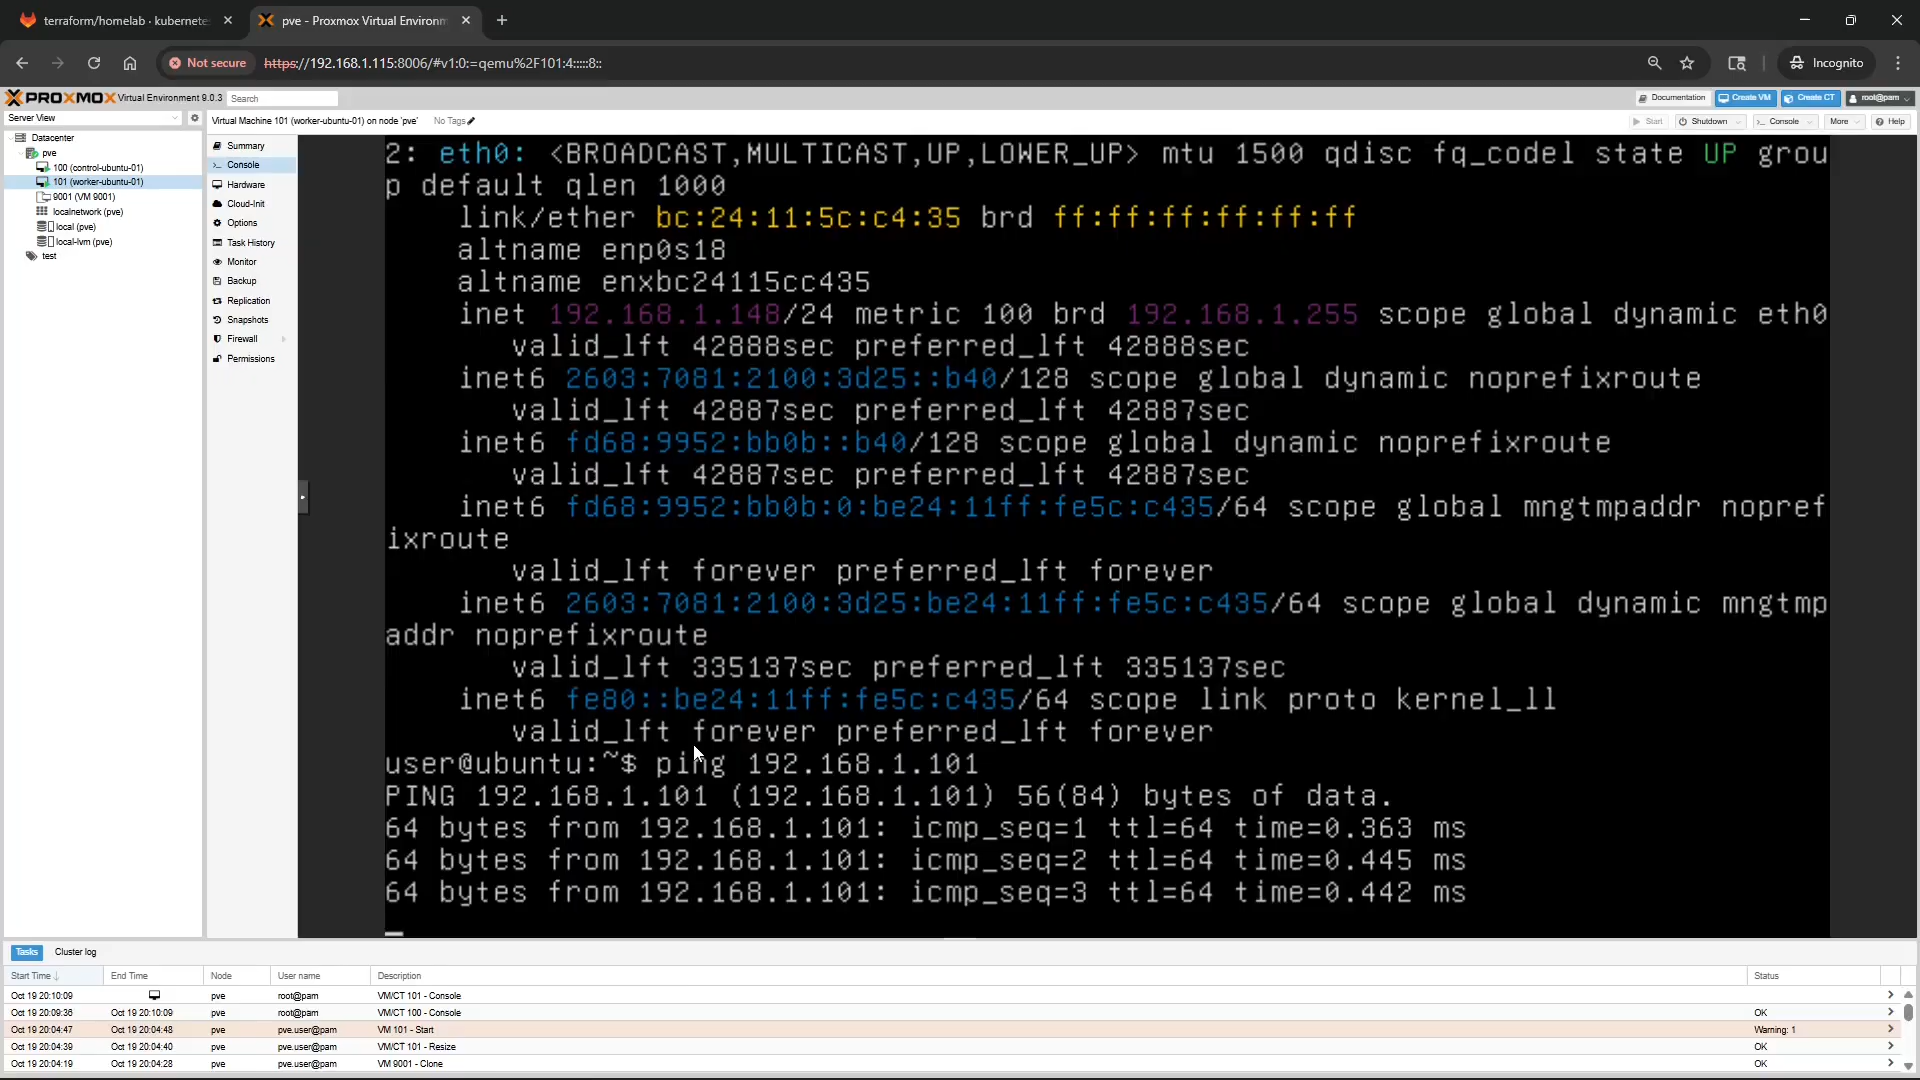 terraform/homelab · kubernete
pve - Proxmox Virtual Environm
Not secure
https://192.168.1.115:8006/#v1:0:=qemu%2F101:4:::::8::
Incognito
PROXMOX Virtual Environment 9.0.3
Search
Documentation
Create VM
Create CT
root@pam
Server View
Virtual Machine 101 (worker-ubuntu-01) on node 'pve'
No Tags
Start
Shutdown
Console
More
Help
Datacenter
pve
100 (control-ubuntu-01)
101 (worker-ubuntu-01)
9001 (VM 9001)
localnetwork (pve)
local (pve)
local-lvm (pve)
test
Summary
Console
Hardware
Cloud-Init
Options
Task History
Monitor
Backup
Replication
Snapshots
Firewall
Permissions
2: eth0: <BROADCAST,MULTICAST,UP,LOWER_UP> mtu 1500 qdisc fq_codel state UP grou
p default qlen 1000
link/ether bc:24:11:5c:c4:35 brd ff:ff:ff:ff:ff:ff
altname enp0s18
altname enxbc24115cc435
inet 192.168.1.148/24 metric 100 brd 192.168.1.255 scope global dynamic eth0
valid_lft 42888sec preferred_lft 42888sec
inet6 2603:7081:2100:3d25::b40/128 scope global dynamic noprefixroute
valid_lft 42887sec preferred_lft 42887sec
inet6 fd68:9952:bb0b::b40/128 scope global dynamic noprefixroute
valid_lft 42887sec preferred_lft 42887sec
inet6 fd68:9952:bb0b:0:be24:11ff:fe5c:c435/64 scope global mngtmpaddr nopref
ixroute
valid_lft forever preferred_lft forever
inet6 2603:7081:2100:3d25:be24:11ff:fe5c:c435/64 scope global dynamic mngtmp
addr noprefixroute
valid_lft 335137sec preferred_lft 335137sec
inet6 fe80::be24:11ff:fe5c:c435/64 scope link proto kernel_ll
valid_lft forever preferred_lft forever
user@ubuntu:~$ ping 192.168.1.101
PING 192.168.1.101 (192.168.1.101) 56(84) bytes of data.
64 bytes from 192.168.1.101: icmp_seq=1 ttl=64 time=0.363 ms
64 bytes from 192.168.1.101: icmp_seq=2 ttl=64 time=0.445 ms
64 bytes from 192.168.1.101: icmp_seq=3 ttl=64 time=0.442 ms
Tasks
Cluster log
Start Time End Time Node User name Description Status
Oct 19 20:10:09 pve root@pam VM/CT 101 - Console
Oct 19 20:09:36 Oct 19 20:10:09 pve root@pam VM/CT 100 - Console OK
Oct 19 20:04:47 Oct 19 20:04:48 pve pve.user@pam VM 101 - Start Warning: 1
Oct 19 20:04:39 Oct 19 20:04:40 pve pve.user@pam VM/CT 101 - Resize OK
Oct 19 20:04:19 Oct 19 20:04:28 pve pve.user@pam VM 9001 - Clone OK